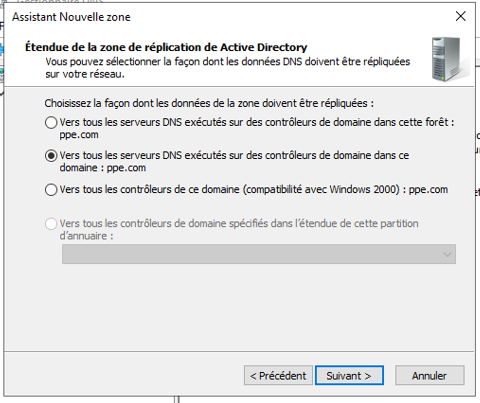 Assistant Nouvelle zone
Étendue de la zone de réplication de Active Directory
Vous pouvez sélectionner la façon dont les données DNS doivent être répliquées
sur votre réseau.
Choisissez la façon dont les données de la zone doivent être répliquées :
Vers tous les serveurs DNS exécutés sur des contrôleurs de domaine dans cette forêt :
ppe.com
Vers tous les serveurs DNS exécutés sur des contrôleurs de domaine dans ce
domaine : ppe.com
Vers tous les contrôleurs de ce domaine (compatibilité avec Windows 2000) : ppe.com
Vers tous les contrôleurs de domaine spécifiés dans l'étendue de cette partition
d'annuaire :
< Précédent
Suivant >
Annuler